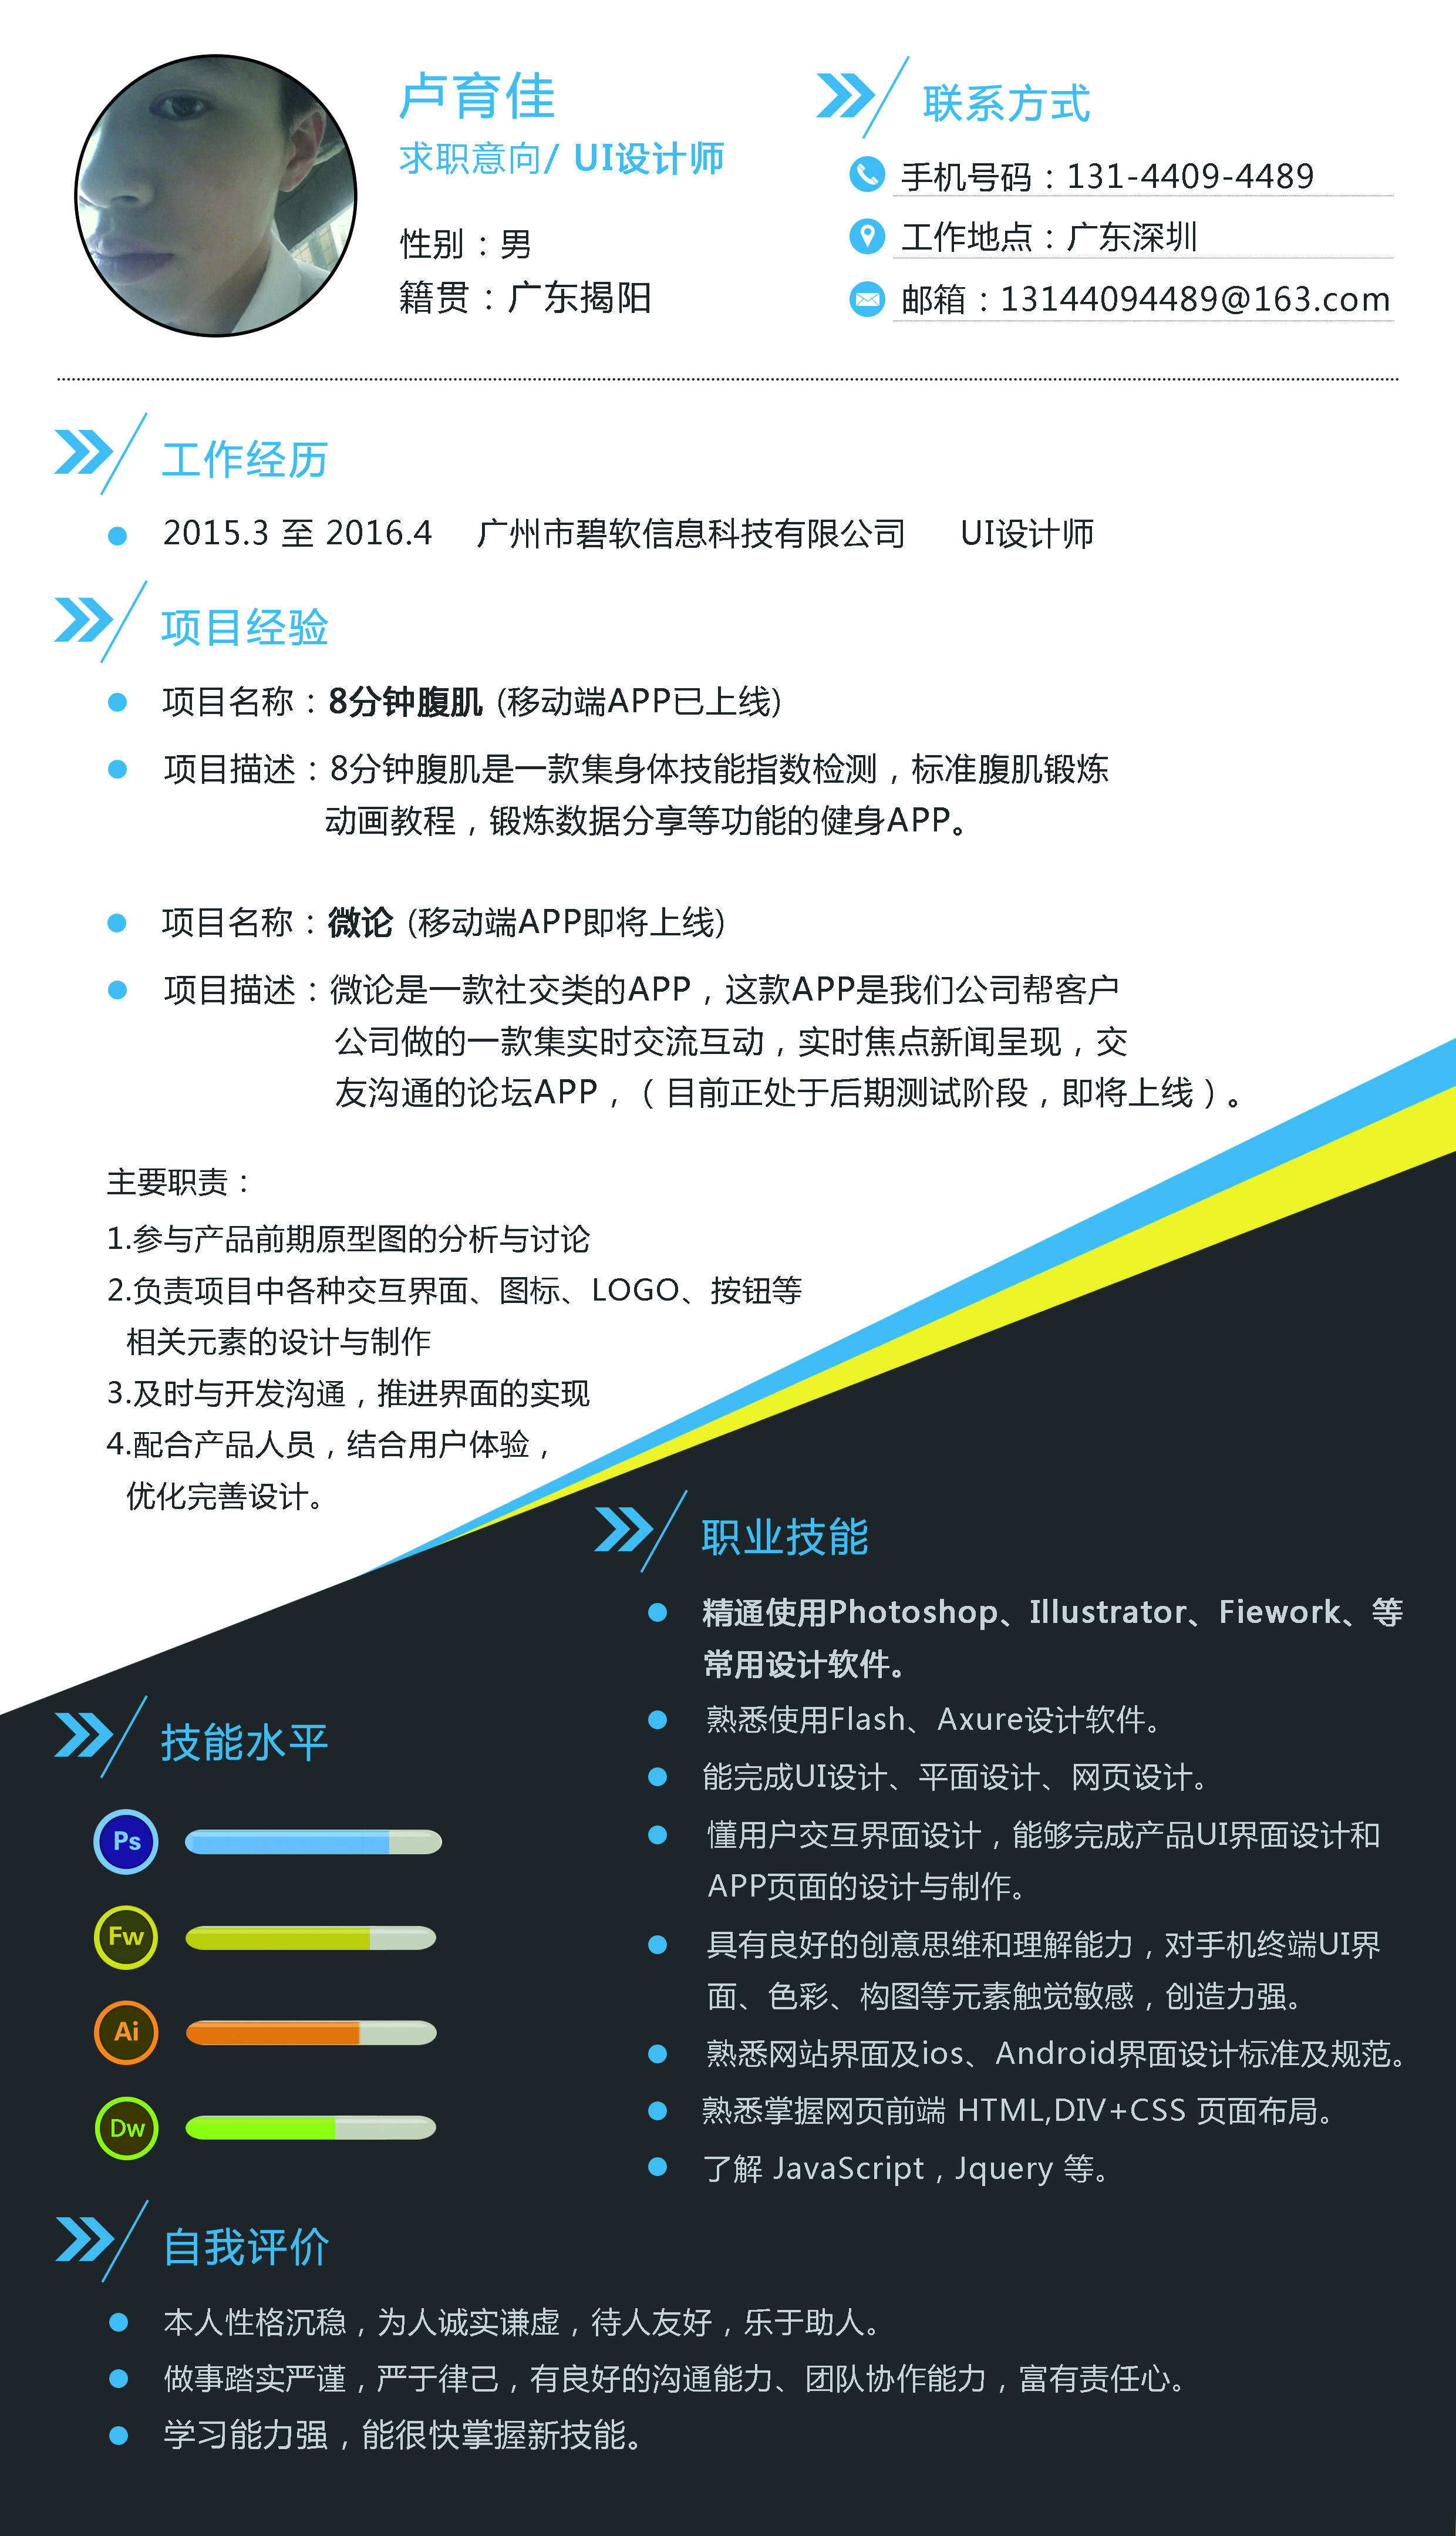 卢育佳
求职意向/ UI设计师
性别：男
籍贯：广东揭阳
联系方式
手机号码：131-4409-4489
工作地点：广东深圳
邮箱：13144094489@163.com
工作经历
2015.3 至 2016.4 广州市碧软信息科技有限公司 UI设计师
项目经验
项目名称：8分钟腹肌 (移动端APP已上线)
项目描述：8分钟腹肌是一款集身体技能指数检测，标准腹肌锻炼
动画教程，锻炼数据分享等功能的健身APP。
项目名称：微论 (移动端APP即将上线)
项目描述：微论是一款社交类的APP，这款APP是我们公司帮客户
公司做的一款集实时交流互动，实时焦点新闻呈现，交
友沟通的论坛APP，（目前正处于后期测试阶段，即将上线）。
主要职责：
1.参与产品前期原型图的分析与讨论
2.负责项目中各种交互界面、图标、LOGO、按钮等
相关元素的设计与制作
3.及时与开发沟通，推进界面的实现
4.配合产品人员，结合用户体验，
优化完善设计。
职业技能
精通使用Photoshop、Illustrator、Fiework、等
常用设计软件。
熟悉使用Flash、Axure设计软件。
能完成UI设计、平面设计、网页设计。
懂用户交互界面设计，能够完成产品UI界面设计和
APP页面的设计与制作。
具有良好的创意思维和理解能力，对手机终端UI界
面、色彩、构图等元素触觉敏感，创造力强。
熟悉网站界面及ios、Android界面设计标准及规范。
熟悉掌握网页前端 HTML,DIV+CSS 页面布局。
了解 JavaScript，Jquery 等。
技能水平
Ps
Fw
Ai
Dw
自我评价
本人性格沉稳，为人诚实谦虚，待人友好，乐于助人。
做事踏实严谨，严于律己，有良好的沟通能力、团队协作能力，富有责任心。
学习能力强，能很快掌握新技能。